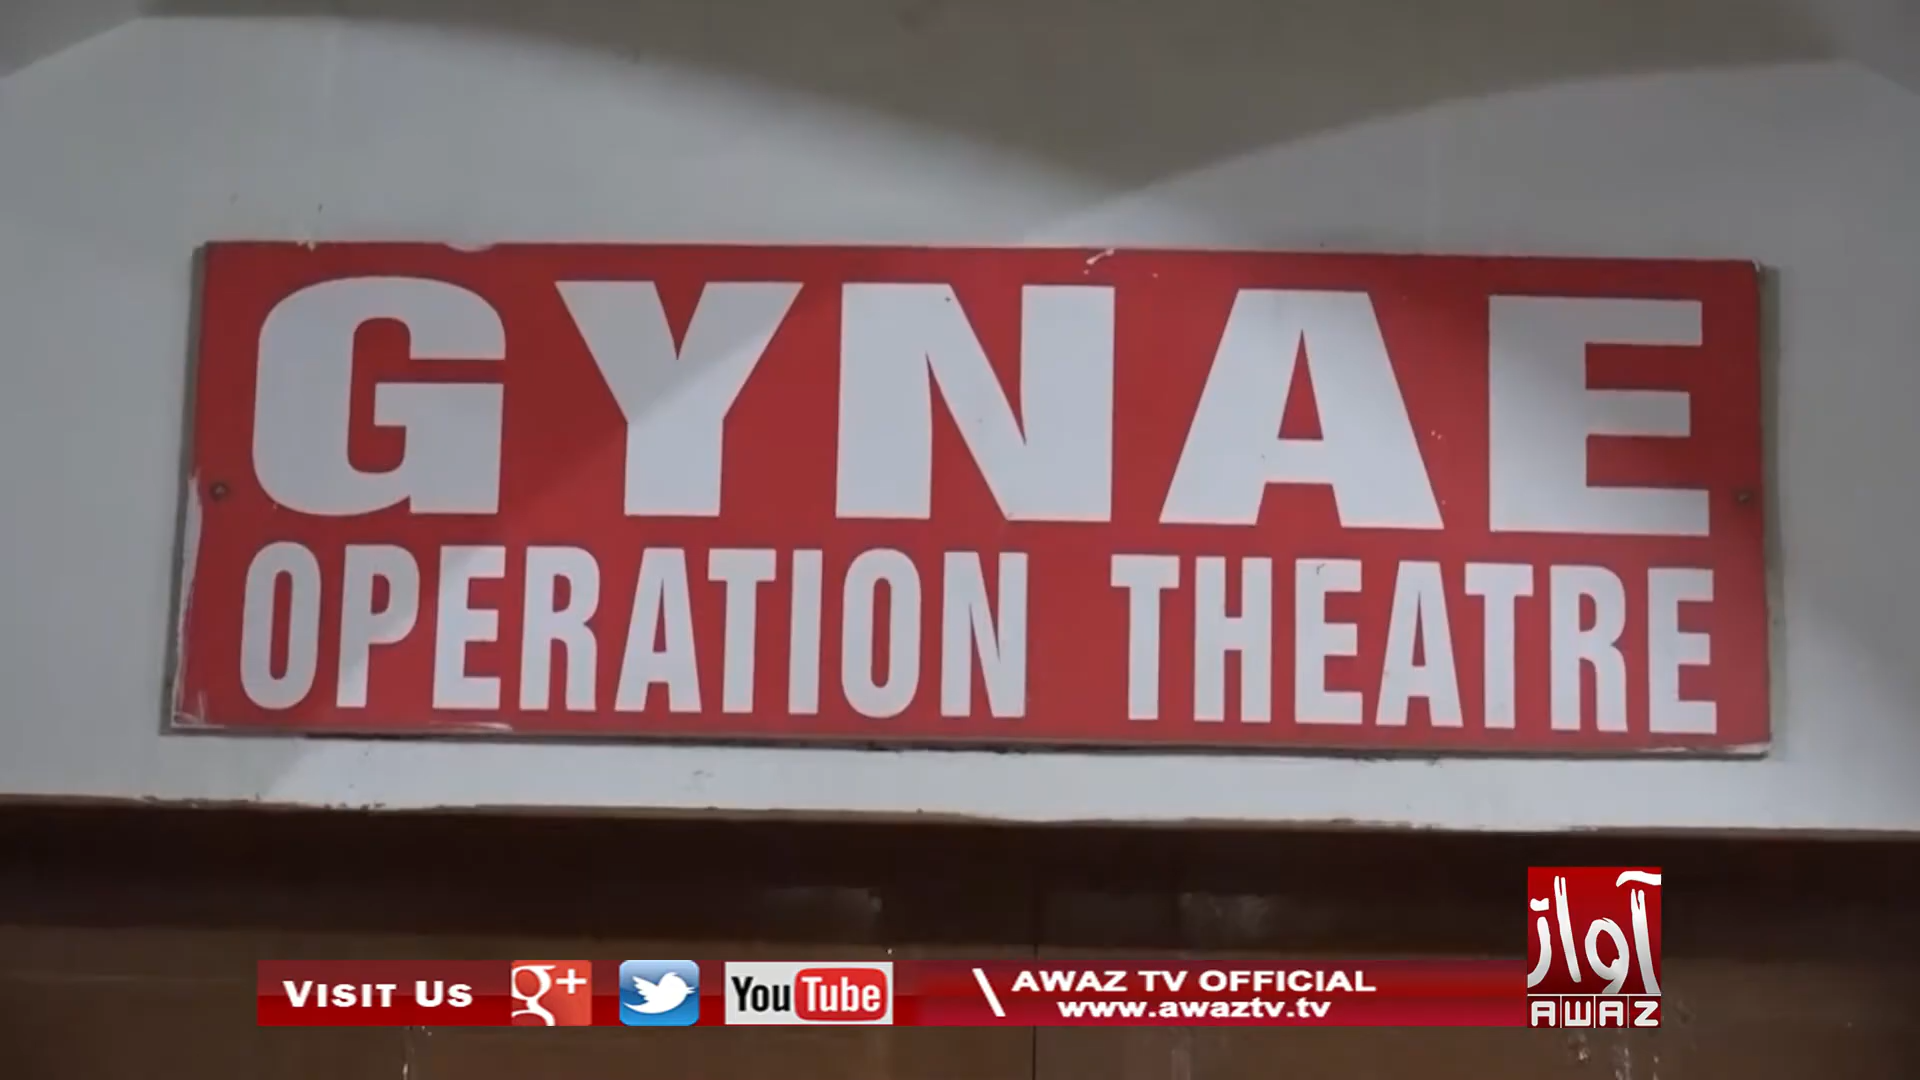 GYNAE
OPERATION THEATRE
آواز
AWAZ
VISIT US
g+
You Tube
AWAZ TV OFFICIAL
www.awaztv.tv